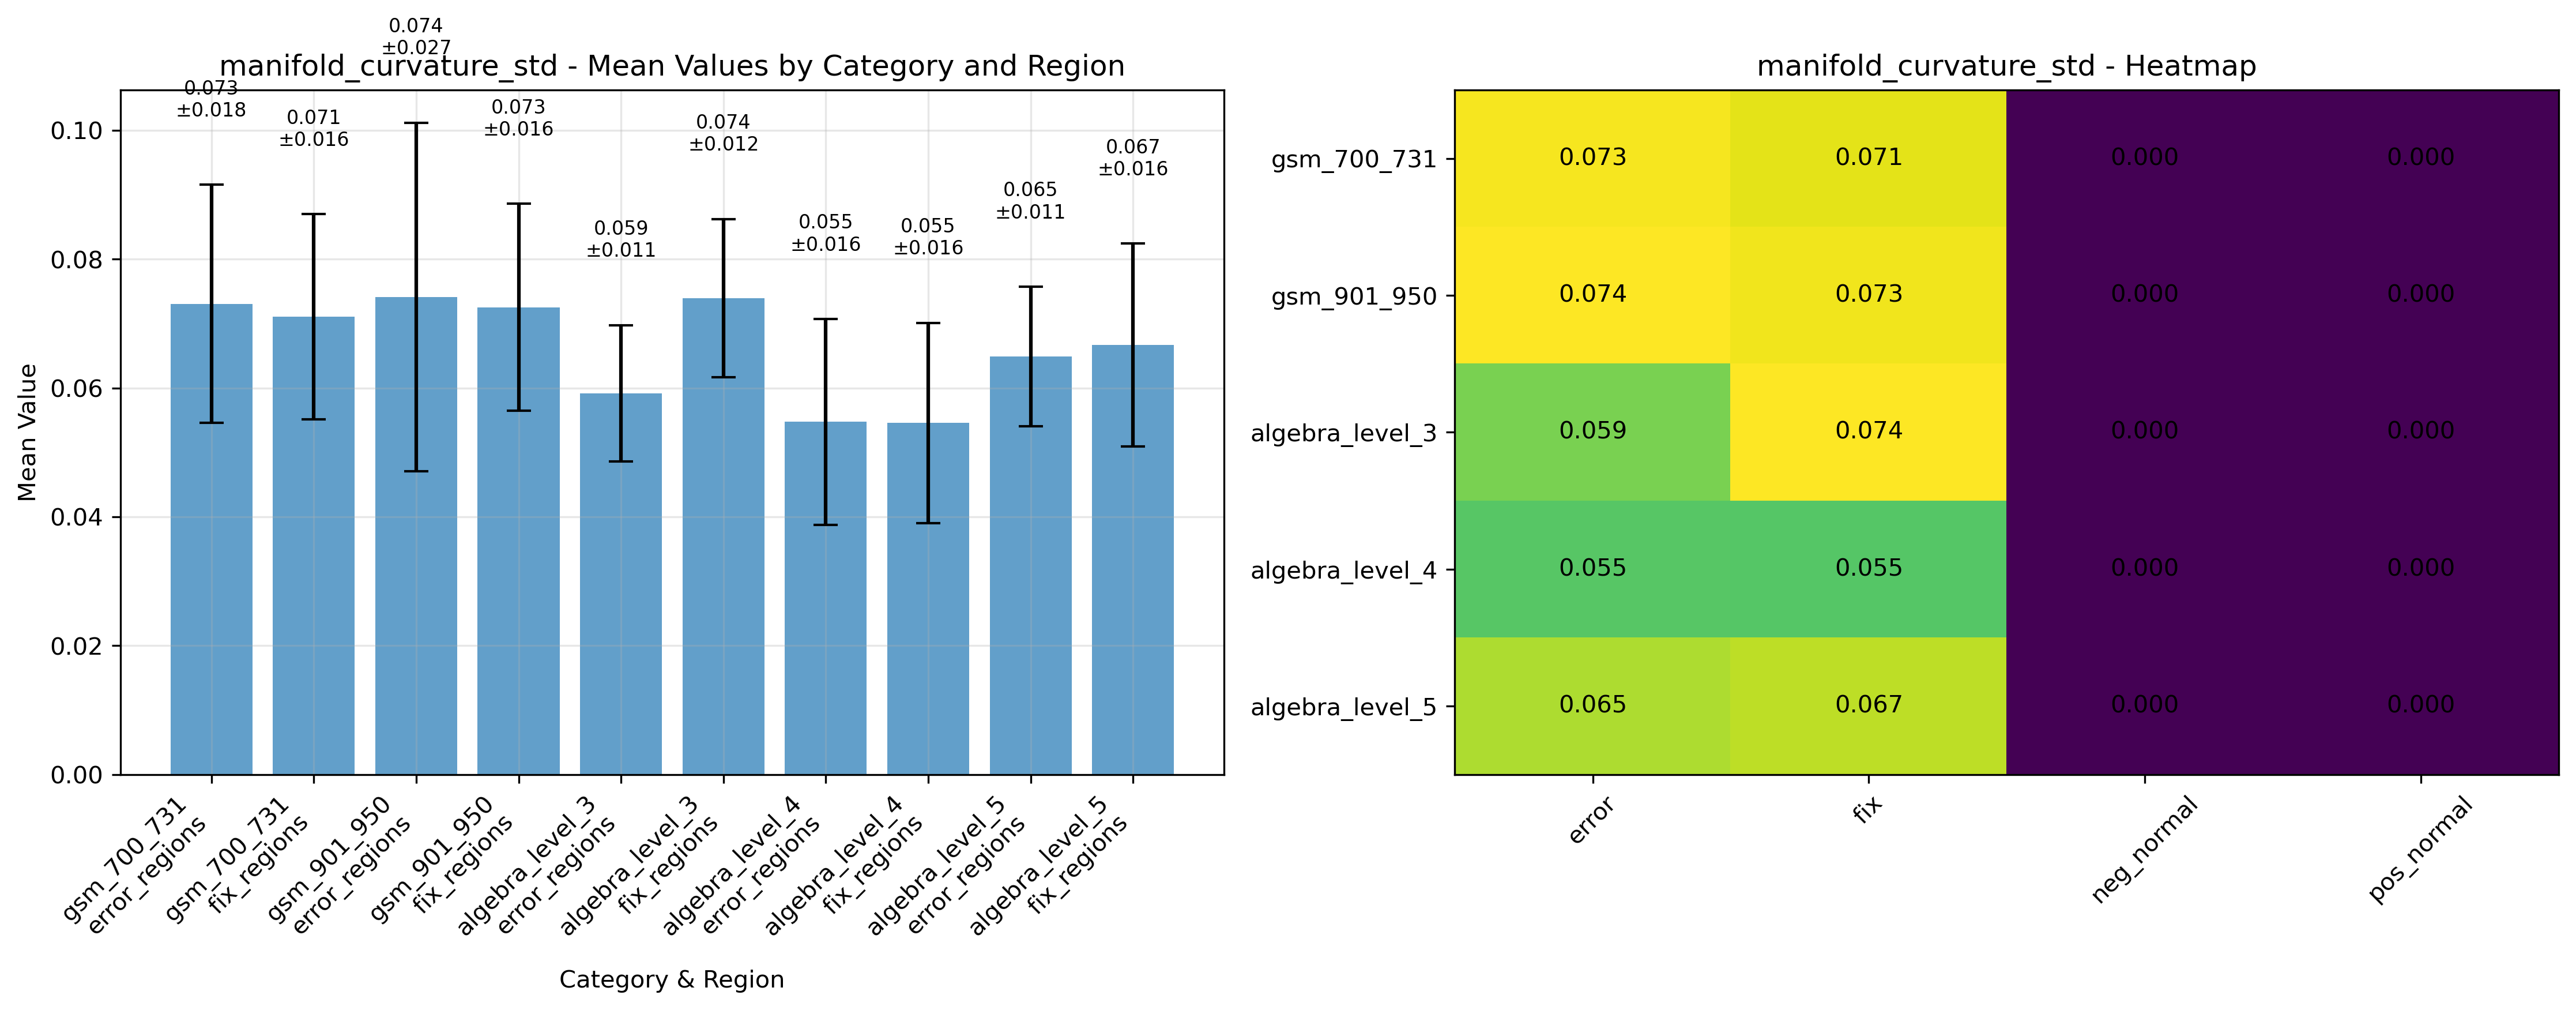 manifold_curvature_std - Mean Values by Category and Region
0.073
±0.018
0.071
±0.016
0.074
±0.027
0.073
±0.016
0.059
±0.011
0.074
±0.012
0.055
±0.016
0.055
±0.016
0.065
±0.011
0.067
±0.016
Mean Value
0.10
0.08
0.06
0.04
0.02
0.00
gsm_700_731
error_regions
gsm_700_731
fix_regions
gsm_901_950
error_regions
gsm_901_950
fix_regions
algebra_level_3
error_regions
algebra_level_3
fix_regions
algebra_level_4
error_regions
algebra_level_4
fix_regions
algebra_level_5
error_regions
algebra_level_5
fix_regions
Category & Region
manifold_curvature_std - Heatmap
gsm_700_731 0.073 0.071 0.000 0.000
gsm_901_950 0.074 0.073 0.000 0.000
algebra_level_3 0.059 0.074 0.000 0.000
algebra_level_4 0.055 0.055 0.000 0.000
algebra_level_5 0.065 0.067 0.000 0.000
error fix neg_normal pos_normal